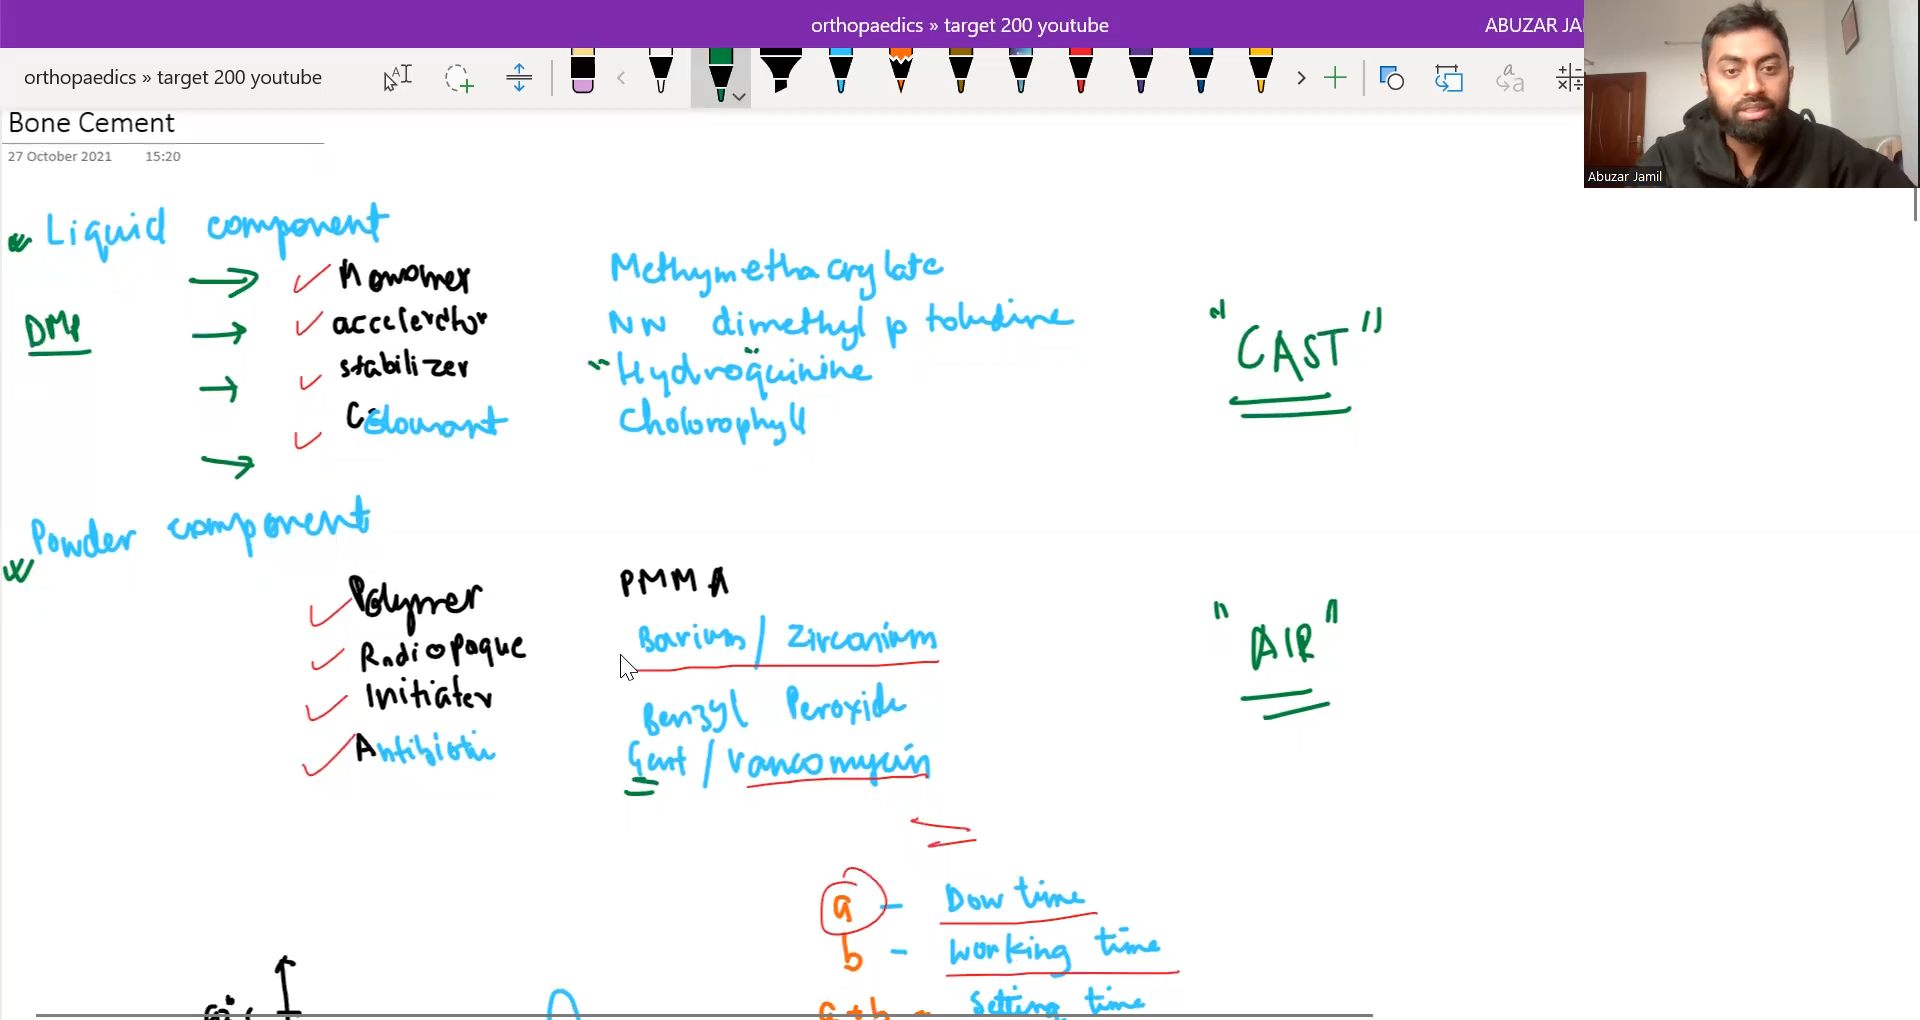 orthopaedics » target 200 youtube
ABUZAR JA
orthopaedics » target 200 youtube
Abuzar Jamil
Bone Cement
27 October 2021 15:20
Liquid component
Monomer Methymethacrylate
DMP
accelerator NN dimethyl p toludine
stabilizer Hydroquinine
Colourant Cholorophyll
"CAST"
Powder component
Polymer PMMA
Radiopaque Barium / Zirconium
Initiater Benzyl Peroxide
Antibiotic Gent / Vancomycin
"AIR"
a - Dow time
b - working time
a+b - Setting time